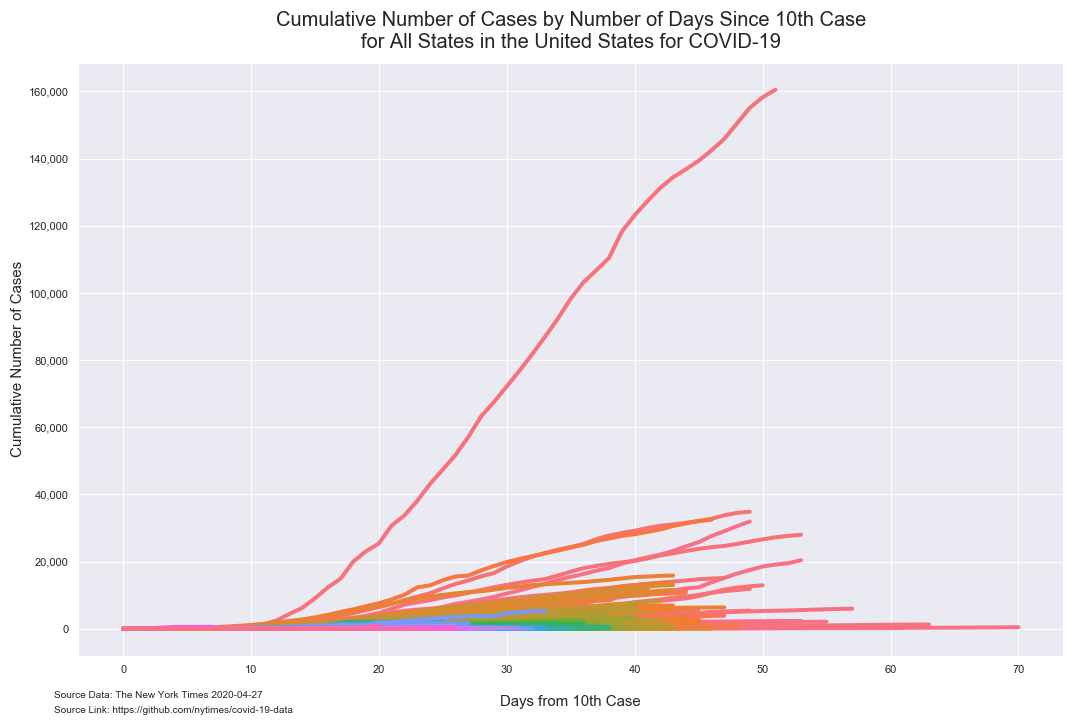 Cumulative Number of Cases by Number of Days Since 10th Case
for All States in the United States for COVID-19
Cumulative Number of Cases
160,000
140,000
120,000
100,000
80,000
60,000
40,000
20,000
0
0 10 20 30 40 50 60 70
Days from 10th Case
Source Data: The New York Times 2020-04-27
Source Link: https://github.com/nytimes/covid-19-data